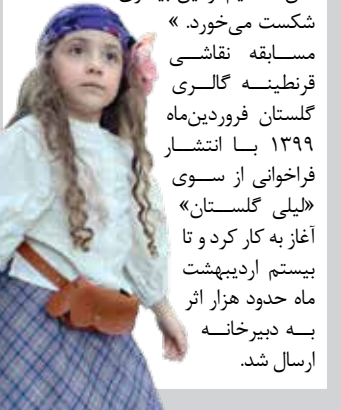 شکست می‌خورد. »
مسابقه نقاشی
قرنطینه گالری
گلستان فروردین‌ماه
۱۳۹۹ با انتشار
فراخوانی از سوی
«لیلی گلستان»
آغاز به کار کرد و تا
بیستم اردیبهشت
ماه حدود هزار اثر
به دبیرخانه
ارسال شد.